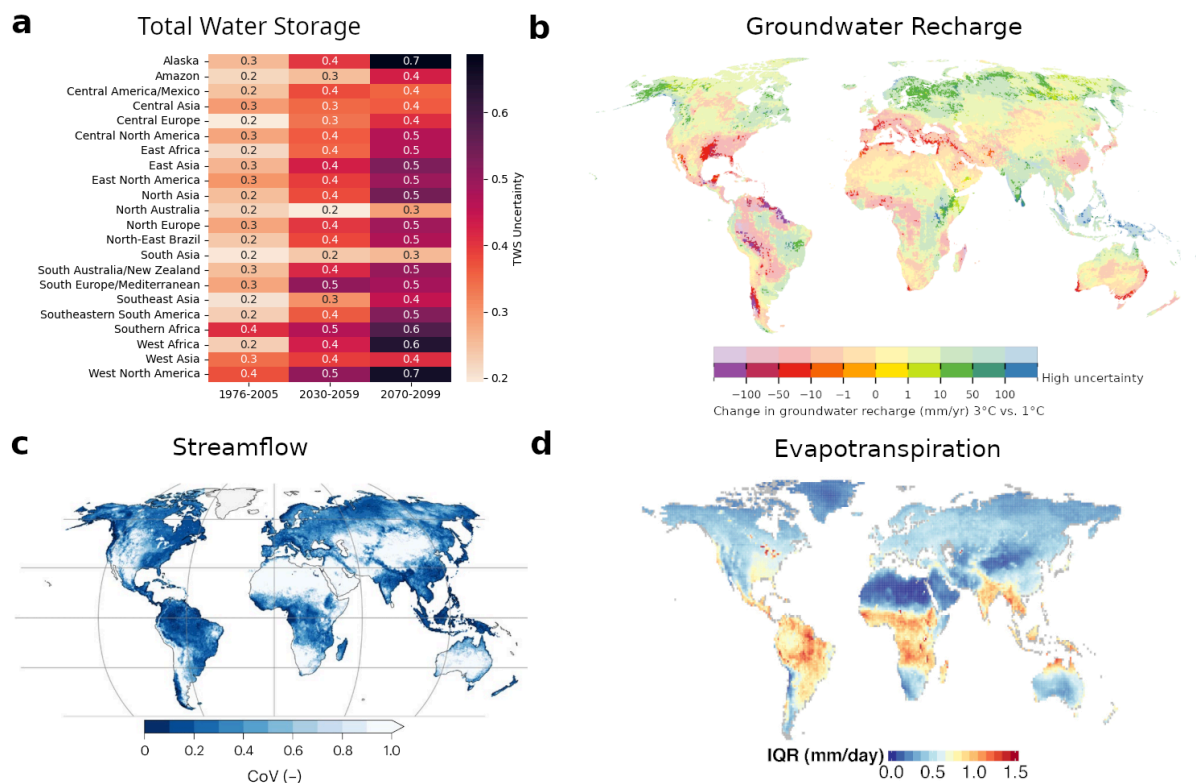 a Total Water Storage
Alaska 0.3 0.4 0.7
Amazon 0.2 0.3 0.4
Central America/Mexico 0.2 0.4 0.4
Central Asia 0.3 0.3 0.4
Central Europe 0.2 0.3 0.4
Central North America 0.3 0.4 0.5
East Africa 0.2 0.4 0.5
East Asia 0.3 0.4 0.5
East North America 0.3 0.4 0.5
North Asia 0.2 0.4 0.5
North Australia 0.2 0.2 0.3
North Europe 0.3 0.4 0.5
North-East Brazil 0.2 0.4 0.5
South Asia 0.2 0.2 0.3
South Australia/New Zealand 0.3 0.4 0.5
South Europe/Mediterranean 0.3 0.5 0.5
Southeast Asia 0.2 0.3 0.4
Southeastern South America 0.2 0.4 0.5
Southern Africa 0.4 0.5 0.6
West Africa 0.2 0.4 0.6
West Asia 0.3 0.4 0.4
West North America 0.4 0.5 0.7
1976-2005 2030-2059 2070-2099
0.6
0.5
0.4
0.3
0.2
TWS Uncertainty
b Groundwater Recharge
High uncertainty
−100 −50 −10 −1 0 1 10 50 100
Change in groundwater recharge (mm/yr) 3°C vs. 1°C
c Streamflow
0 0.2 0.4 0.6 0.8 1.0
CoV (–)
d Evapotranspiration
IQR (mm/day)
0.0 0.5 1.0 1.5